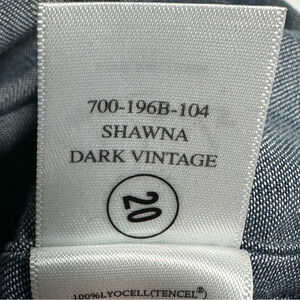 700-196B-104
SHAWNA
DARK VINTAGE
20
100%LYOCELL(TENCEL®)